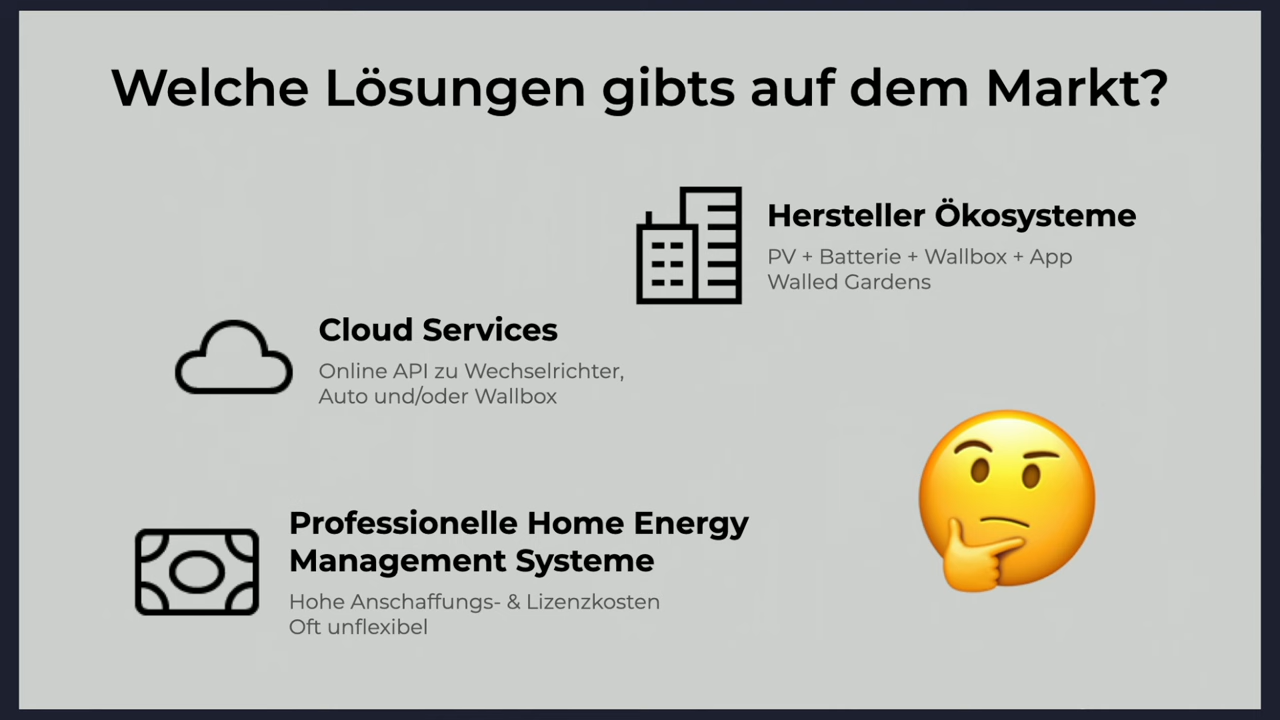 Welche Lösungen gibts auf dem Markt?
Hersteller Ökosysteme
PV + Batterie + Wallbox + App
Walled Gardens
Cloud Services
Online API zu Wechselrichter,
Auto und/oder Wallbox
Professionelle Home Energy
Management Systeme
Hohe Anschaffungs- & Lizenzkosten
Oft unflexibel